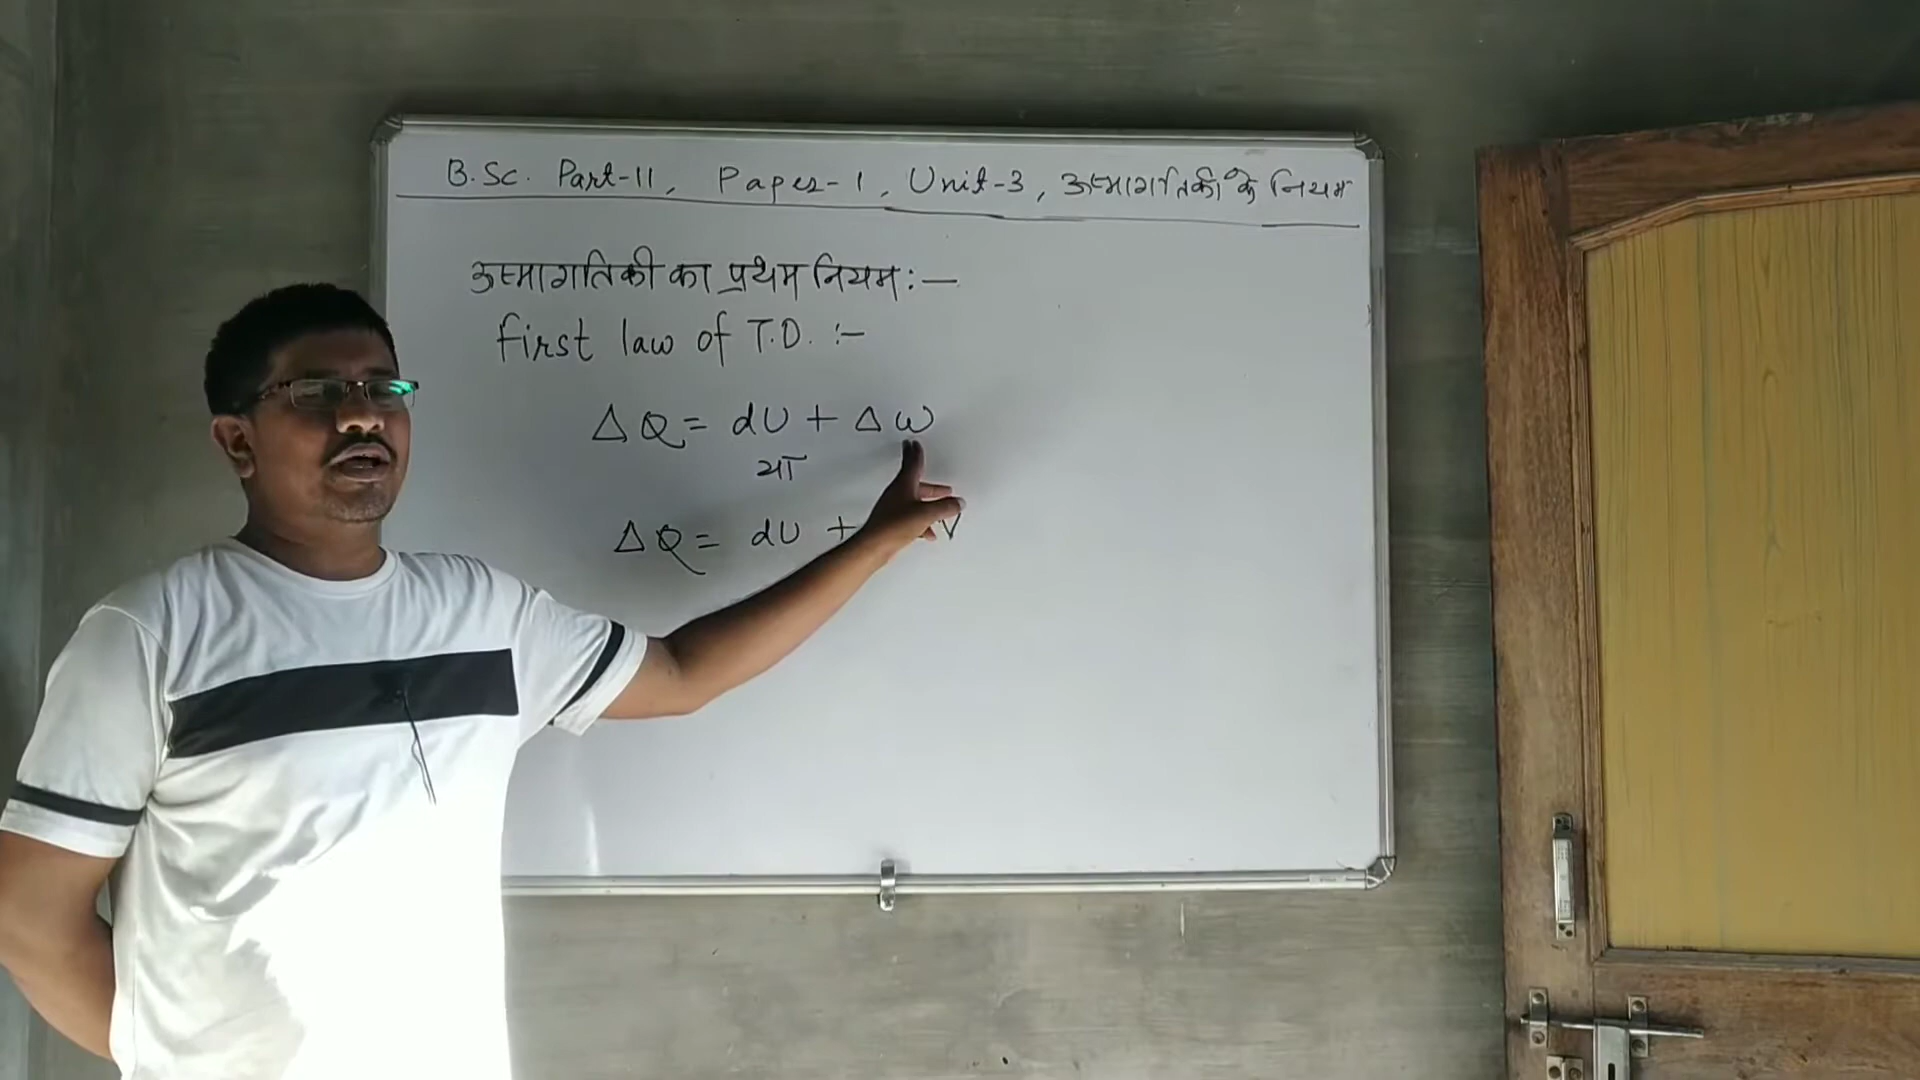 B.Sc. Part-II, Paper-1, Unit-3, ऊष्मागतिकी के नियम
ऊष्मागतिकी का प्रथम नियम :—
First law of T.D. :—
ΔQ = dU + Δω
या
ΔQ = dU + V